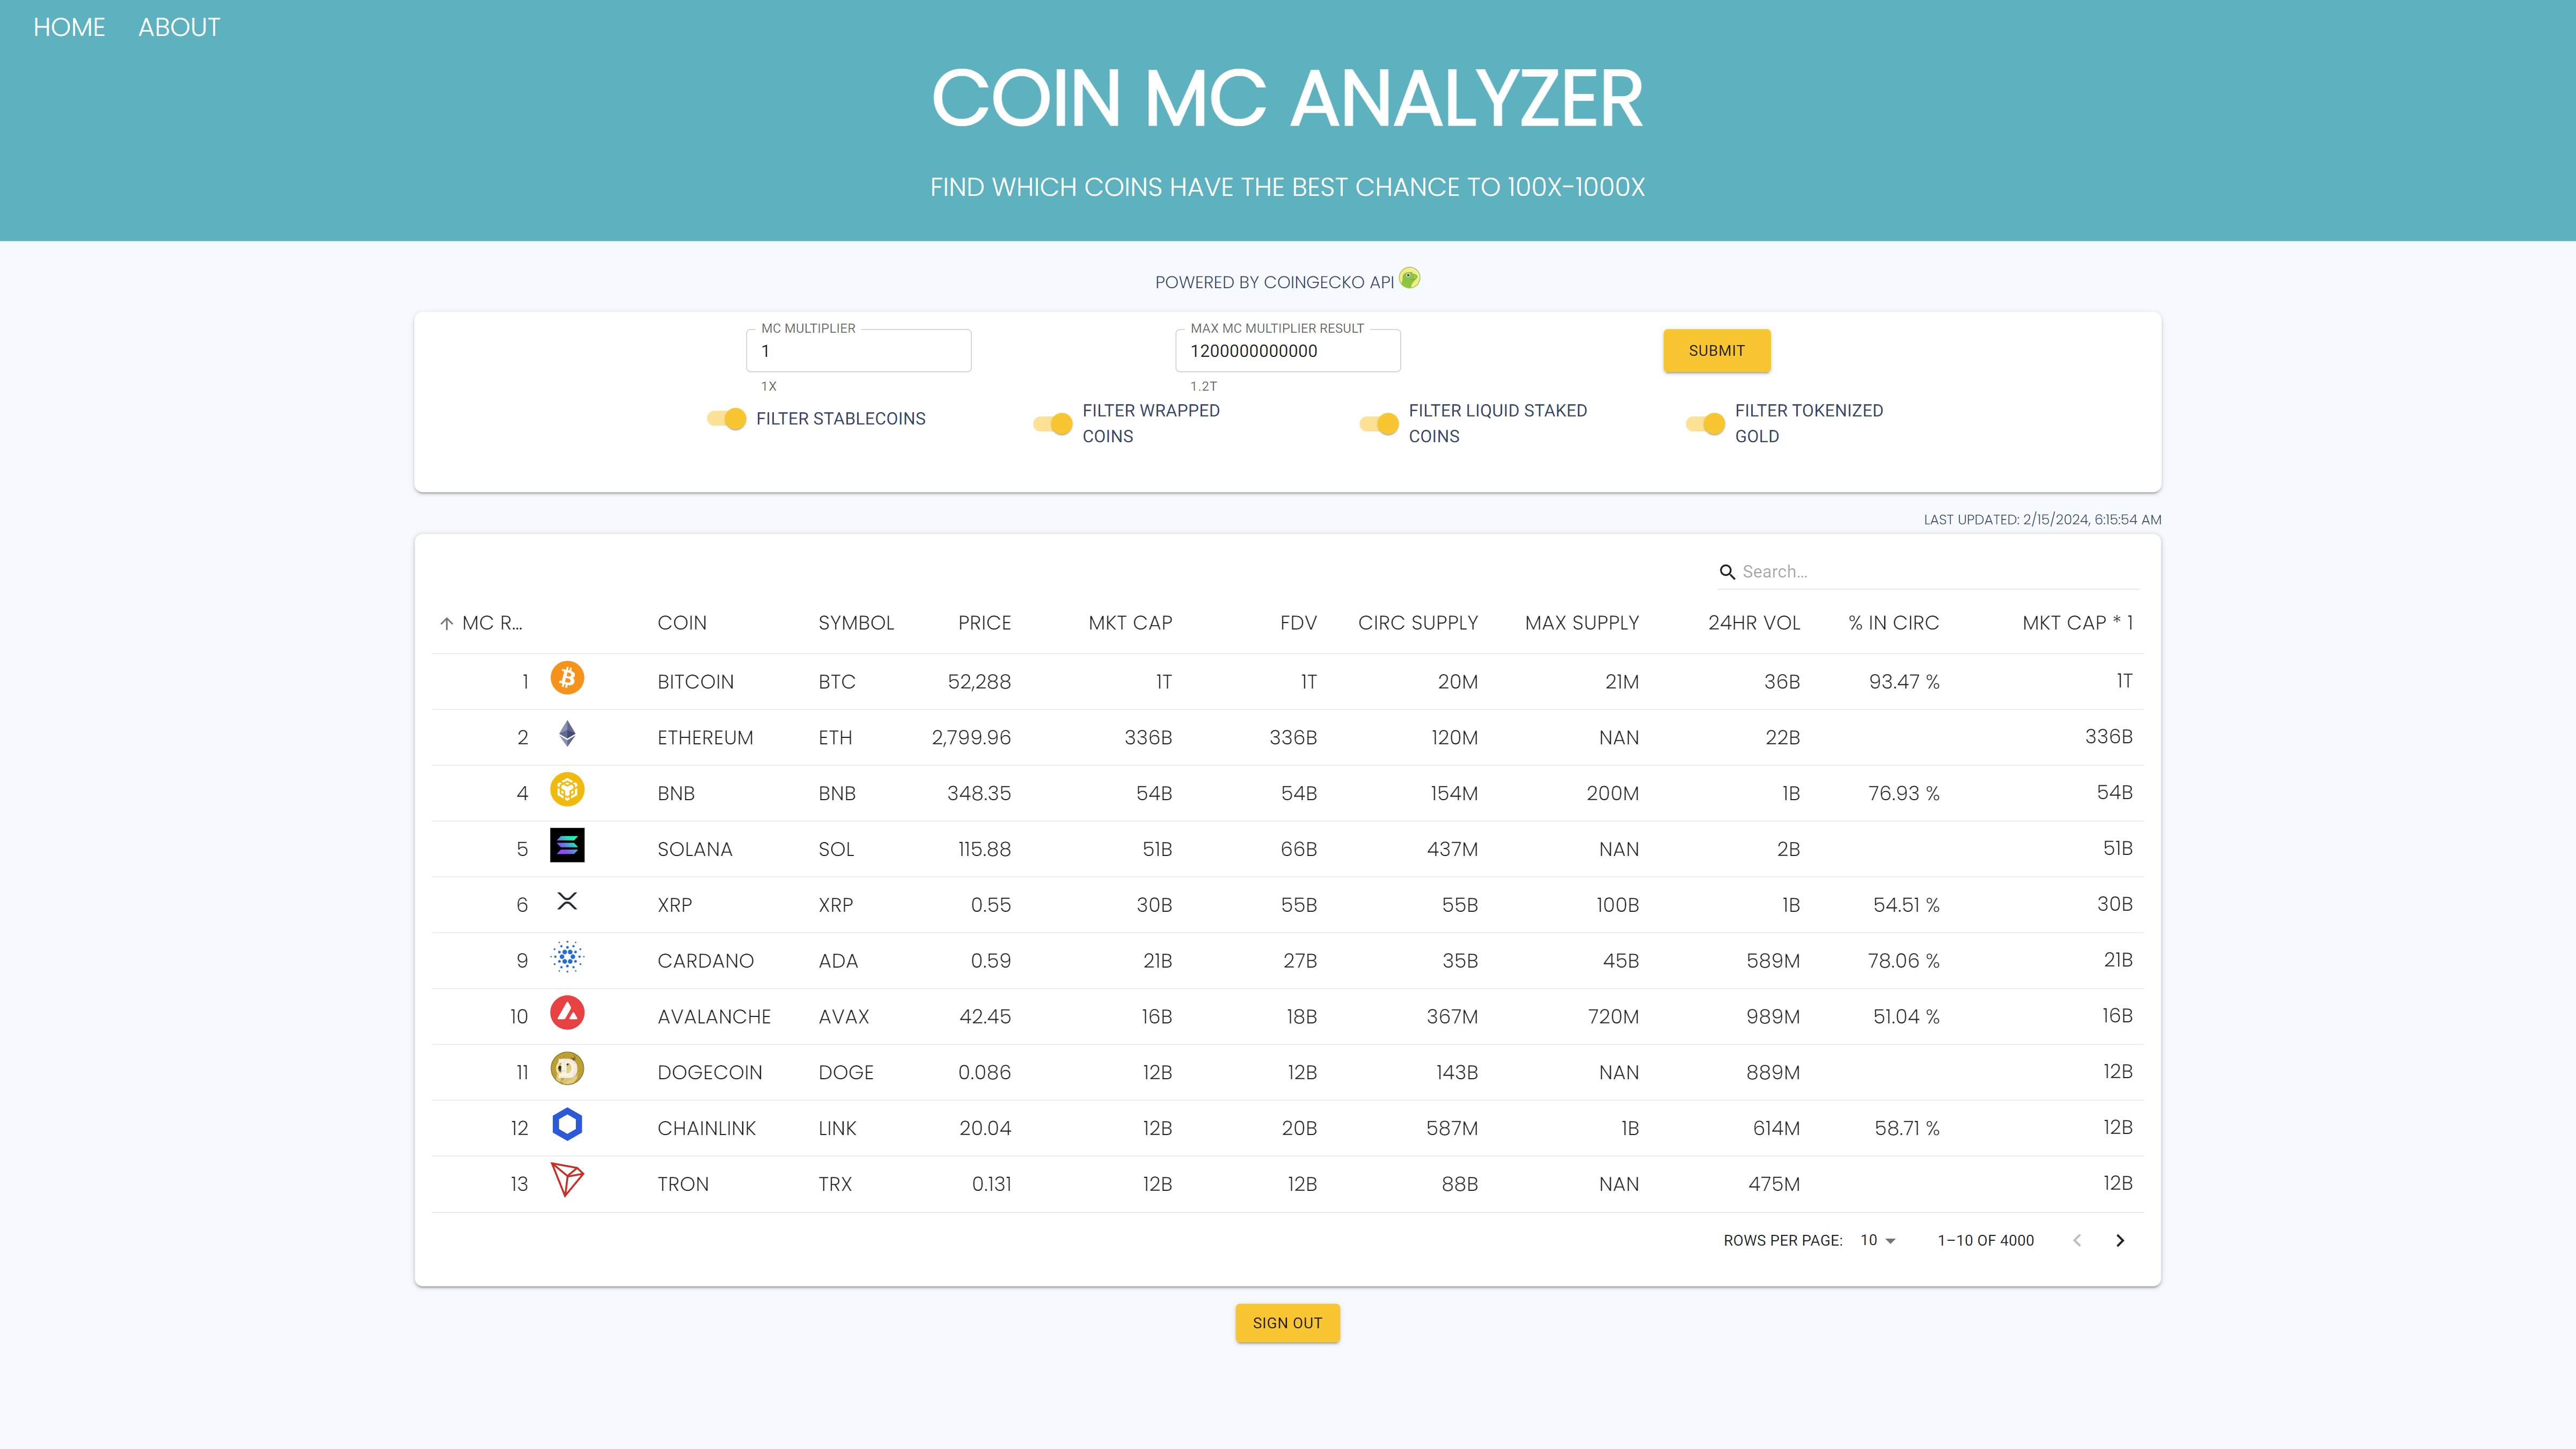 HOME ABOUT
COIN MC ANALYZER
FIND WHICH COINS HAVE THE BEST CHANCE TO 100X-1000X
POWERED BY COINGECKO API
MC MULTIPLIER
1
1X
MAX MC MULTIPLIER RESULT
1200000000000
1.2T
SUBMIT
FILTER STABLECOINS
FILTER WRAPPED
COINS
FILTER LIQUID STAKED
COINS
FILTER TOKENIZED
GOLD
LAST UPDATED: 2/15/2024, 6:15:54 AM
Search…
MC R... COIN SYMBOL PRICE MKT CAP FDV CIRC SUPPLY MAX SUPPLY 24HR VOL % IN CIRC MKT CAP * 1
1 BITCOIN BTC 52,288 1T 1T 20M 21M 36B 93.47 % 1T
2 ETHEREUM ETH 2,799.96 336B 336B 120M NAN 22B 336B
4 BNB BNB 348.35 54B 54B 154M 200M 1B 76.93 % 54B
5 SOLANA SOL 115.88 51B 66B 437M NAN 2B 51B
6 XRP XRP 0.55 30B 55B 55B 100B 1B 54.51 % 30B
9 CARDANO ADA 0.59 21B 27B 35B 45B 589M 78.06 % 21B
10 AVALANCHE AVAX 42.45 16B 18B 367M 720M 989M 51.04 % 16B
11 DOGECOIN DOGE 0.086 12B 12B 143B NAN 889M 12B
12 CHAINLINK LINK 20.04 12B 20B 587M 1B 614M 58.71 % 12B
13 TRON TRX 0.131 12B 12B 88B NAN 475M 12B
ROWS PER PAGE: 10 1–10 OF 4000
SIGN OUT